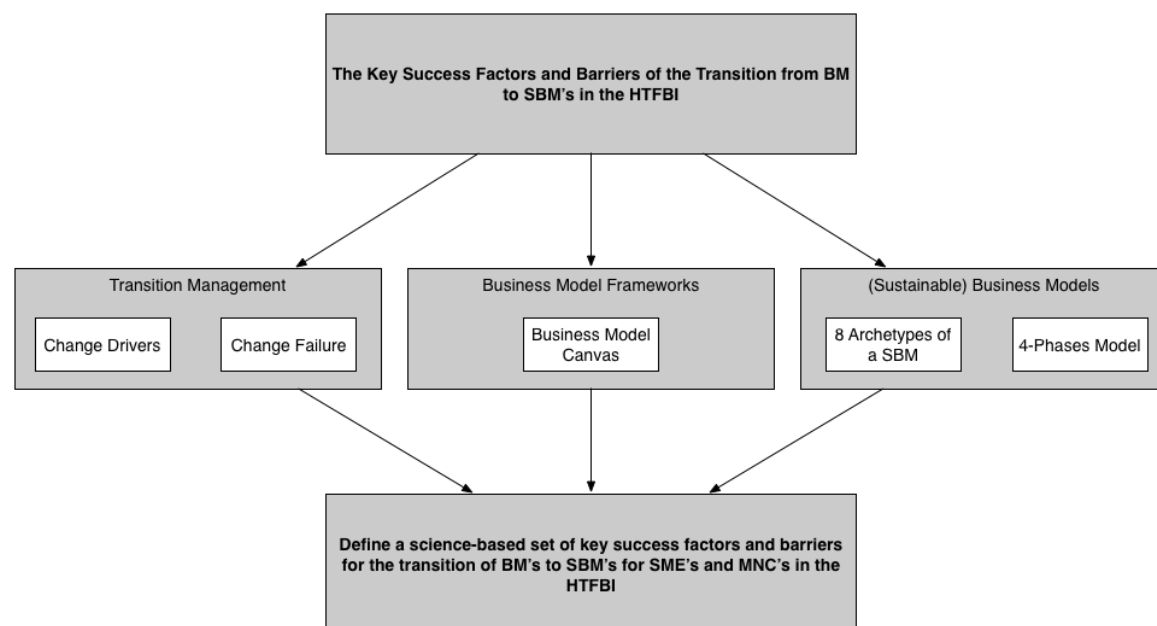 The Key Success Factors and Barriers of the Transition from BM
to SBM's in the HTFBI
Transition Management
Change Drivers
Change Failure
Business Model Frameworks
Business Model
Canvas
(Sustainable) Business Models
8 Archetypes of
a SBM
4-Phases Model
Define a science-based set of key success factors and barriers
for the transition of BM's to SBM's for SME's and MNC's in the
HTFBI